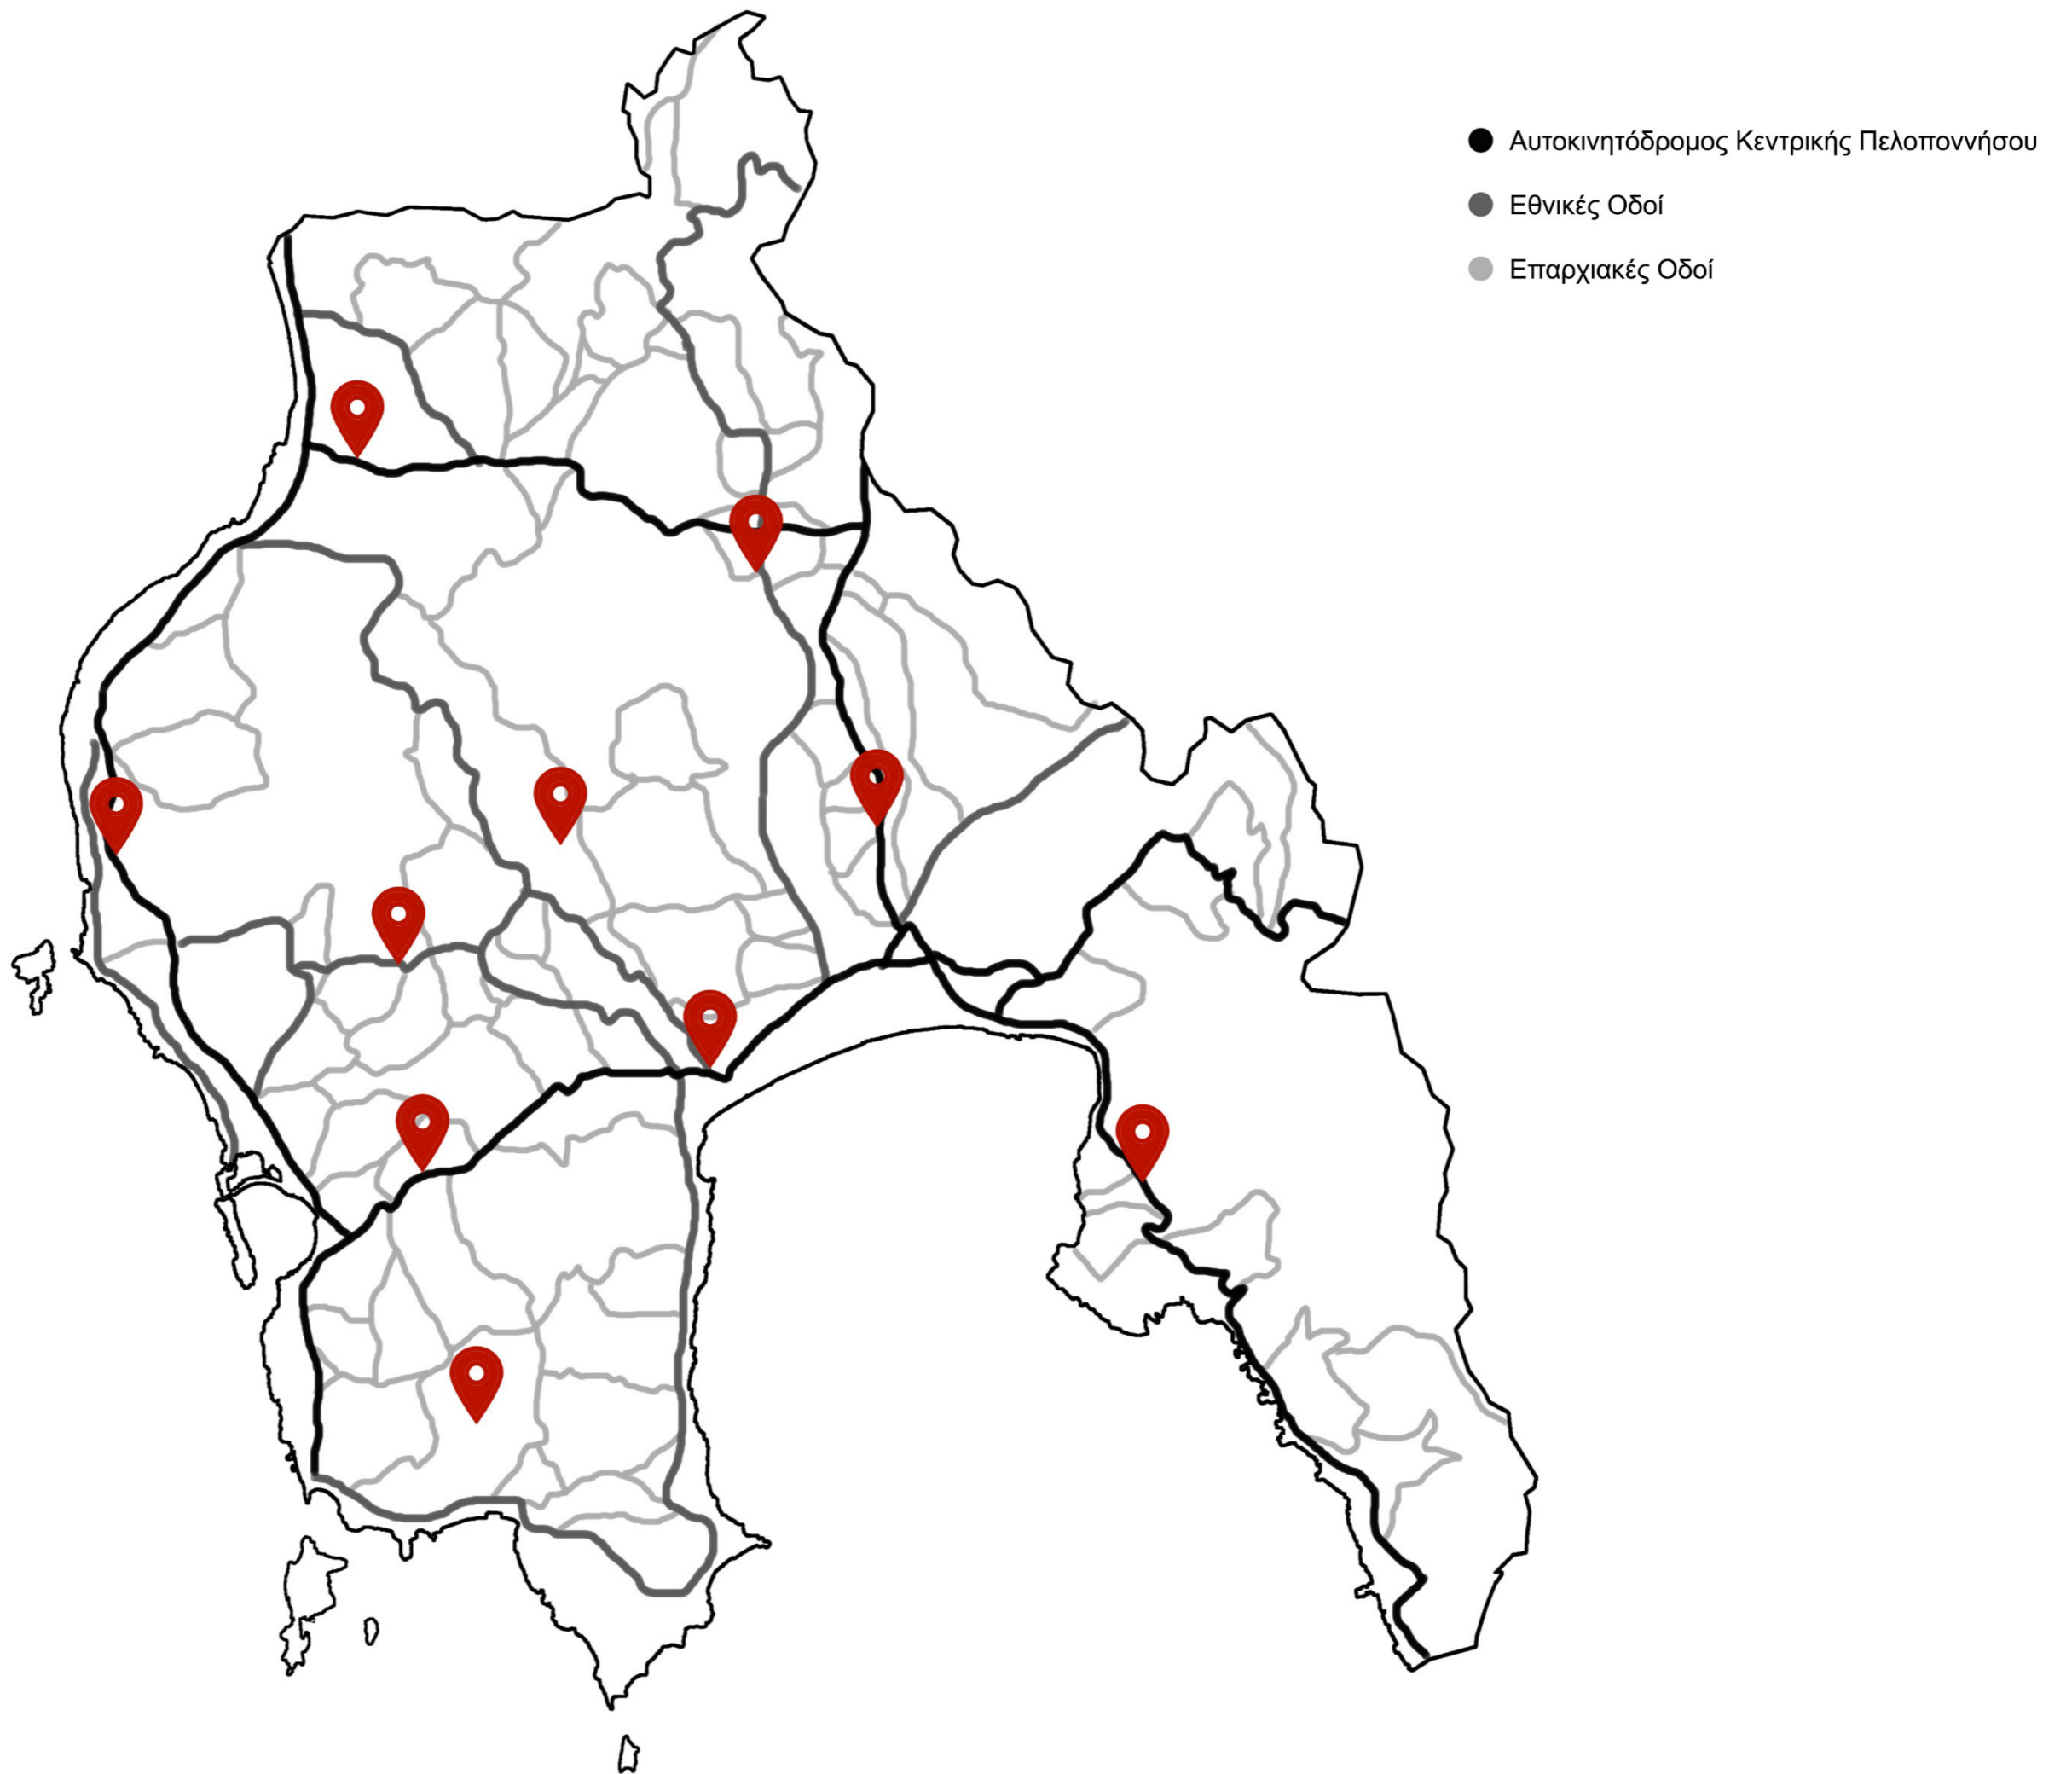 Αυτοκινητόδρομος Κεντρικής Πελοποννήσου
Εθνικές Οδοί
Επαρχιακές Οδοί